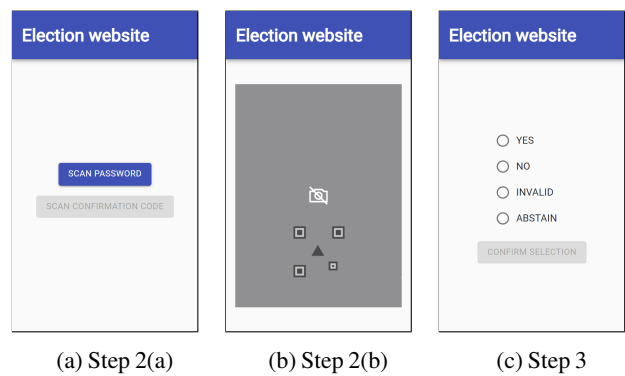 Election website
SCAN PASSWORD
SCAN CONFIRMATION CODE
(a) Step 2(a)
Election website
(b) Step 2(b)
Election website
YES
NO
INVALID
ABSTAIN
CONFIRM SELECTION
(c) Step 3